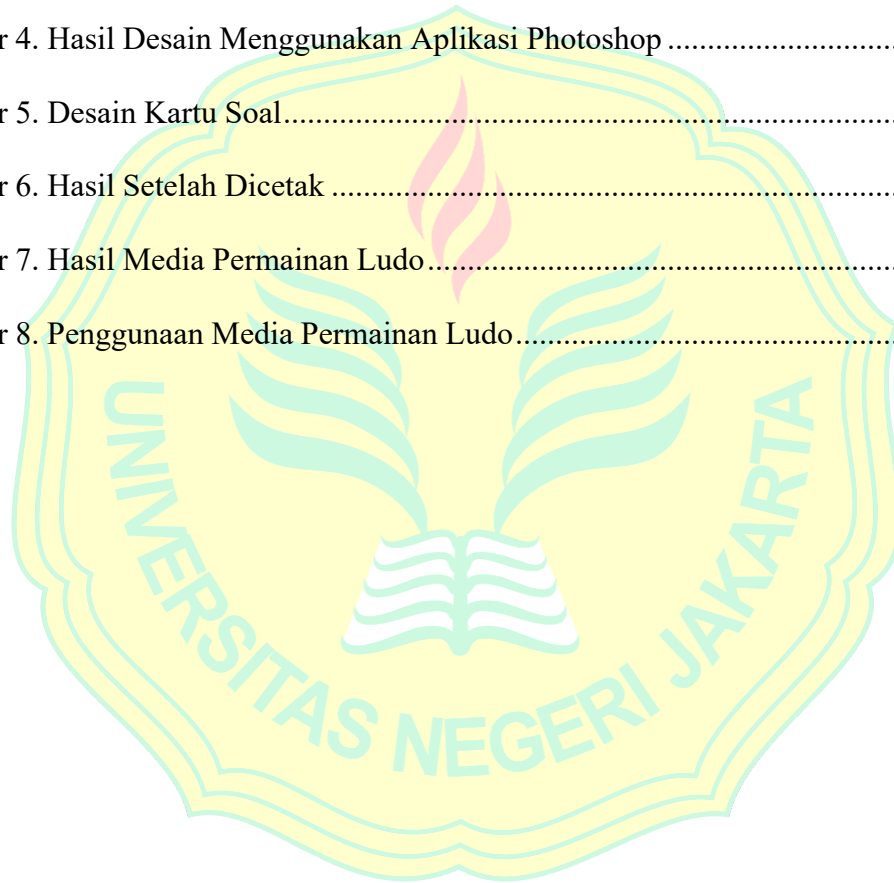 r 4. Hasil Desain Menggunakan Aplikasi Photoshop ..............................
r 5. Desain Kartu Soal..............................................................................
r 6. Hasil Setelah Dicetak ........................................................................
r 7. Hasil Media Permainan Ludo............................................................
r 8. Penggunaan Media Permainan Ludo.................................................
UNIVERSITAS NEGERI JAKARTA